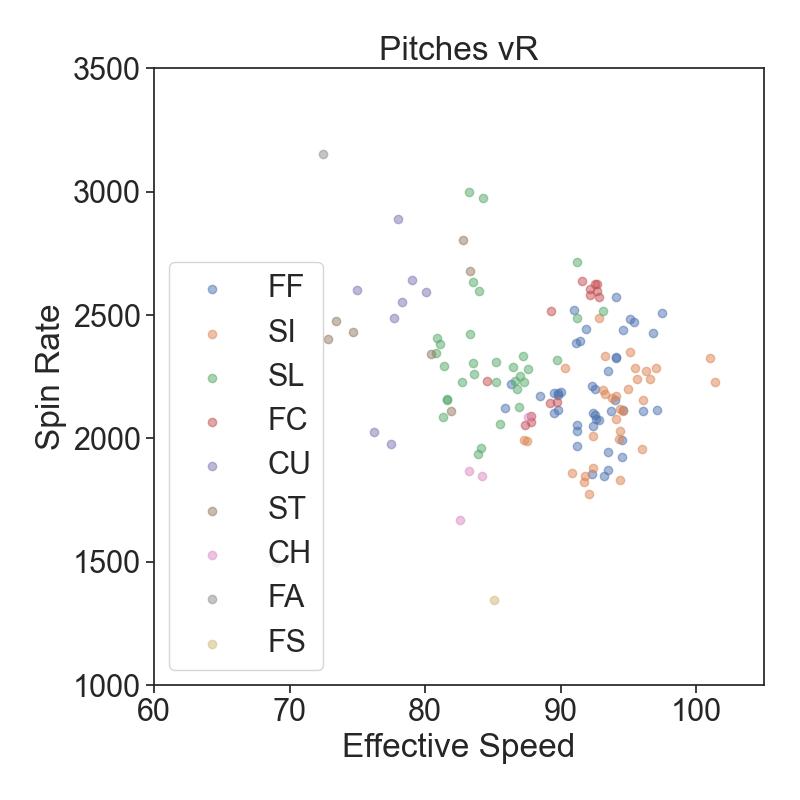 Pitches vR
3500
3000
2500
2000
1500
1000
Spin Rate
FF
SI
SL
FC
CU
ST
CH
FA
FS
60 70 80 90 100
Effective Speed